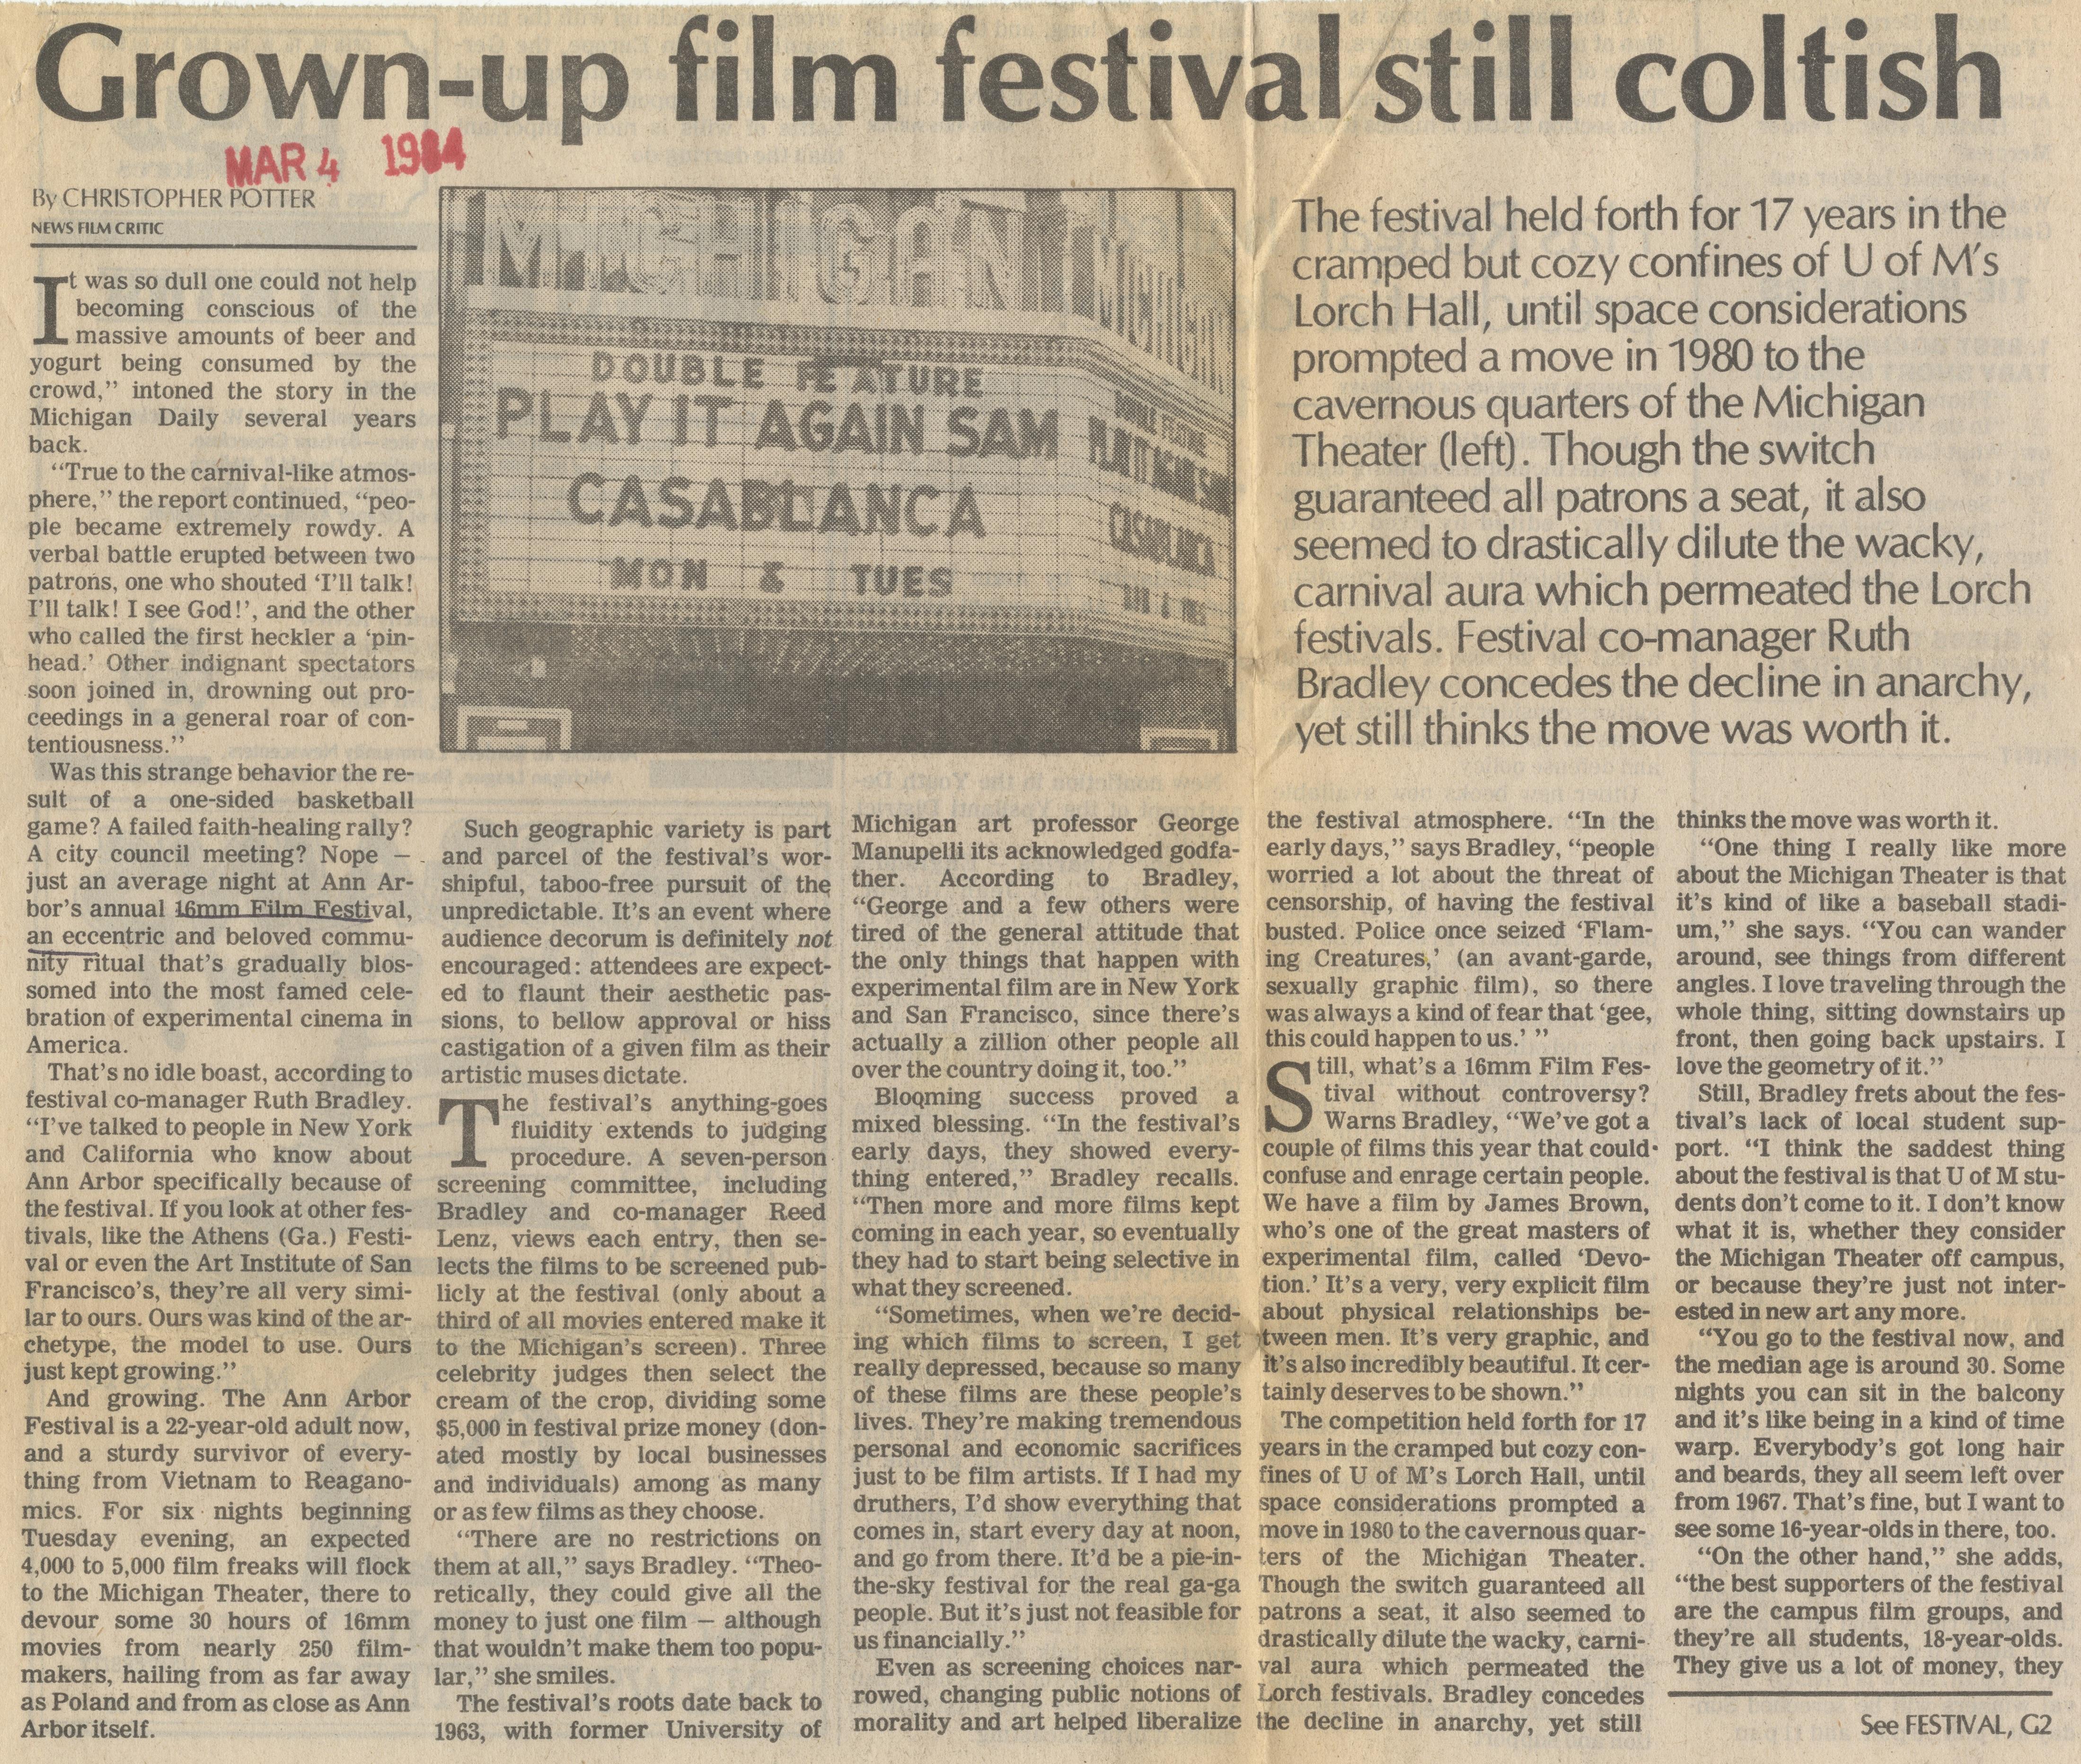 Grown-up film festival still coltish
MAR 4 1984
By CHRISTOPHER POTTER
NEWS FILM CRITIC
It was so dull one could not help
becoming conscious of the
massive amounts of beer and
yogurt being consumed by the
crowd,” intoned the story in the
Michigan Daily several years
back.
“True to the carnival-like atmos-
phere,” the report continued, “peo-
ple became extremely rowdy. A
verbal battle erupted between two
patrons, one who shouted ‘I’ll talk!
I’ll talk! I see God!’, and the other
who called the first heckler a ‘pin-
head.’ Other indignant spectators
soon joined in, drowning out pro-
ceedings in a general roar of con-
tentiousness.”
Was this strange behavior the re-
sult of a one-sided basketball
game? A failed faith-healing rally?
A city council meeting? Nope —
just an average night at Ann Ar-
bor’s annual 16mm Film Festival,
an eccentric and beloved commu-
nity ritual that’s gradually blos-
somed into the most famed cele-
bration of experimental cinema in
America.
That’s no idle boast, according to
festival co-manager Ruth Bradley.
“I’ve talked to people in New York
and California who know about
Ann Arbor specifically because of
the festival. If you look at other fes-
tivals, like the Athens (Ga.) Festi-
val or even the Art Institute of San
Francisco’s, they’re all very simi-
lar to ours. Ours was kind of the ar-
chetype, the model to use. Ours
just kept growing.”
And growing. The Ann Arbor
Festival is a 22-year-old adult now,
and a sturdy survivor of every-
thing from Vietnam to Reagano-
mics. For six nights beginning
Tuesday evening, an expected
4,000 to 5,000 film freaks will flock
to the Michigan Theater, there to
devour some 30 hours of 16mm
movies from nearly 250 film-
makers, hailing from as far away
as Poland and from as close as Ann
Arbor itself.
MICHIGAN
MICHIGAN
DOUBLE FEATURE
PLAY IT AGAIN SAM
CASABLANCA
MON & TUES
DOUBLE FEATURE
PLAY IT AGAIN SAM
CASABLANCA
The festival held forth for 17 years in the
cramped but cozy confines of U of M’s
Lorch Hall, until space considerations
prompted a move in 1980 to the
cavernous quarters of the Michigan
Theater (left). Though the switch
guaranteed all patrons a seat, it also
seemed to drastically dilute the wacky,
carnival aura which permeated the Lorch
festivals. Festival co-manager Ruth
Bradley concedes the decline in anarchy,
yet still thinks the move was worth it.
Such geographic variety is part
and parcel of the festival’s wor-
shipful, taboo-free pursuit of the
unpredictable. It’s an event where
audience decorum is definitely not
encouraged: attendees are expect-
ed to flaunt their aesthetic pas-
sions, to bellow approval or hiss
castigation of a given film as their
artistic muses dictate.
The festival’s anything-goes
fluidity extends to judging
procedure. A seven-person
screening committee, including
Bradley and co-manager Reed
Lenz, views each entry, then se-
lects the films to be screened pub-
licly at the festival (only about a
third of all movies entered make it
to the Michigan’s screen). Three
celebrity judges then select the
cream of the crop, dividing some
$5,000 in festival prize money (don-
ated mostly by local businesses
and individuals) among as many
or as few films as they choose.
“There are no restrictions on
them at all,” says Bradley. “Theo-
retically, they could give all the
money to just one film — although
that wouldn’t make them too popu-
lar,” she smiles.
The festival’s roots date back to
1963, with former University of
Michigan art professor George
Manupelli its acknowledged godfa-
ther. According to Bradley,
“George and a few others were
tired of the general attitude that
the only things that happen with
experimental film are in New York
and San Francisco, since there’s
actually a zillion other people all
over the country doing it, too.”
Blooming success proved a
mixed blessing. “In the festival’s
early days, they showed every-
thing entered,” Bradley recalls.
“Then more and more films kept
coming in each year, so eventually
they had to start being selective in
what they screened.
“Sometimes, when we’re decid-
ing which films to screen, I get
really depressed, because so many
of these films are these people’s
lives. They’re making tremendous
personal and economic sacrifices
just to be film artists. If I had my
druthers, I’d show everything that
comes in, start every day at noon,
and go from there. It’d be a pie-in-
the-sky festival for the real ga-ga
people. But it’s just not feasible for
us financially.”
Even as screening choices nar-
rowed, changing public notions of
morality and art helped liberalize
the festival atmosphere. “In the
early days,” says Bradley, “people
worried a lot about the threat of
censorship, of having the festival
busted. Police once seized ‘Flam-
ing Creatures,’ (an avant-garde,
sexually graphic film), so there
was always a kind of fear that ‘gee,
this could happen to us.’ ”
Still, what’s a 16mm Film Fes-
tival without controversy?
Warns Bradley, “We’ve got a
couple of films this year that could
confuse and enrage certain people.
We have a film by James Brown,
who’s one of the great masters of
experimental film, called ‘Devo-
tion.’ It’s a very, very explicit film
about physical relationships be-
tween men. It’s very graphic, and
it’s also incredibly beautiful. It cer-
tainly deserves to be shown.”
The competition held forth for 17
years in the cramped but cozy con-
fines of U of M’s Lorch Hall, until
space considerations prompted a
move in 1980 to the cavernous quar-
ters of the Michigan Theater.
Though the switch guaranteed all
patrons a seat, it also seemed to
drastically dilute the wacky, carni-
val aura which permeated the
Lorch festivals. Bradley concedes
the decline in anarchy, yet still
thinks the move was worth it.
“One thing I really like more
about the Michigan Theater is that
it’s kind of like a baseball stadi-
um,” she says. “You can wander
around, see things from different
angles. I love traveling through the
whole thing, sitting downstairs up
front, then going back upstairs. I
love the geometry of it.”
Still, Bradley frets about the fes-
tival’s lack of local student sup-
port. “I think the saddest thing
about the festival is that U of M stu-
dents don’t come to it. I don’t know
what it is, whether they consider
the Michigan Theater off campus,
or because they’re just not inter-
ested in new art any more.
“You go to the festival now, and
the median age is around 30. Some
nights you can sit in the balcony
and it’s like being in a kind of time
warp. Everybody’s got long hair
and beards, they all seem left over
from 1967. That’s fine, but I want to
see some 16-year-olds in there, too.
“On the other hand,” she adds,
“the best supporters of the festival
are the campus film groups, and
they’re all students, 18-year-olds.
They give us a lot of money, they
See FESTIVAL, G2